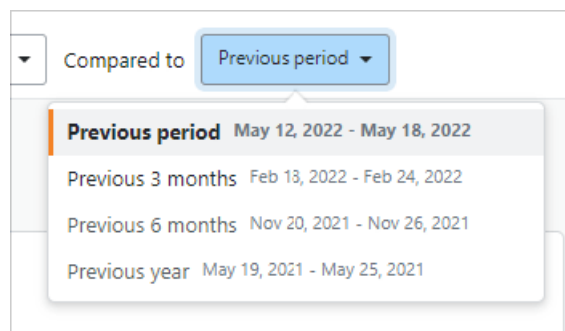 Compared to Previous period
Previous period May 12, 2022 - May 18, 2022
Previous 3 months Feb 18, 2022 - Feb 24, 2022
Previous 6 months Nov 20, 2021 - Nov 26, 2021
Previous year May 19, 2021 - May 25, 2021